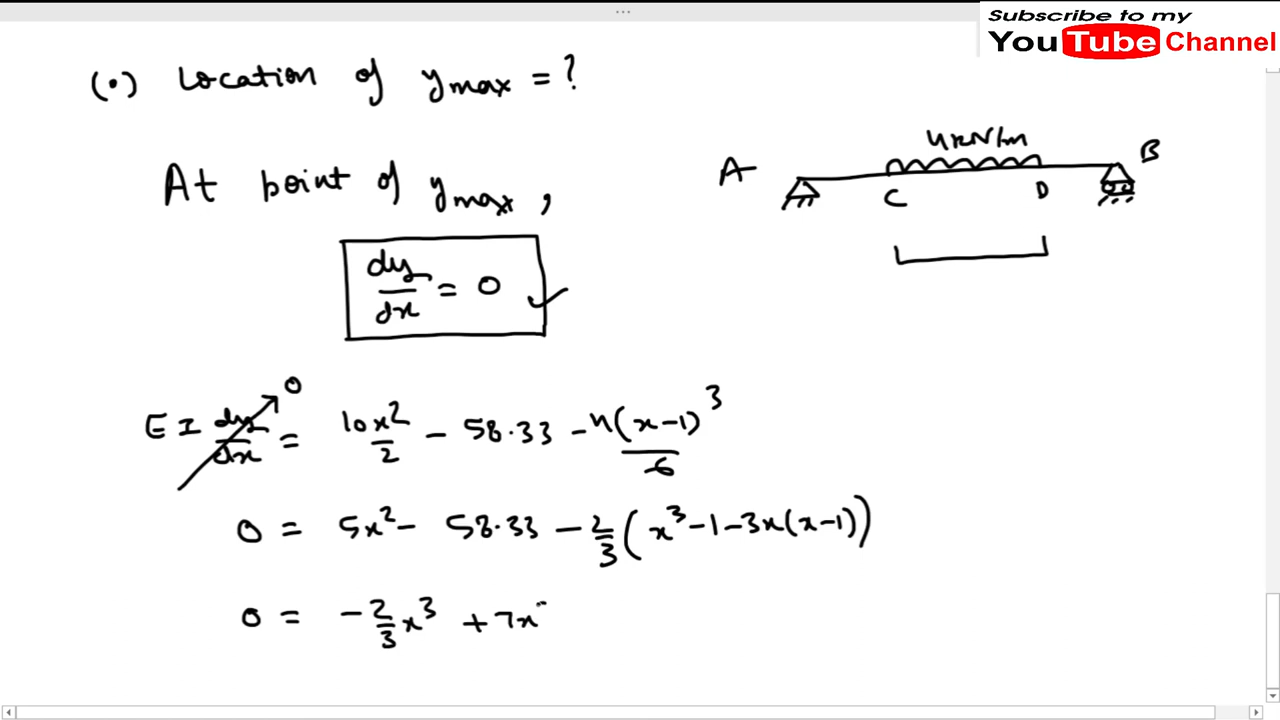 Subscribe to my
YouTube Channel
(•) Location of ymax = ?
At point of ymax,
dy/dx = 0 ✓
A
4kN/m
B
C
D
0
EI dy/dx = 10x²/2 - 58.33 - 4(x-1)³/6
0 = 5x² - 58.33 - 2/3 (x³ - 1 - 3x(x-1))
0 = -2/3 x³ + 7x